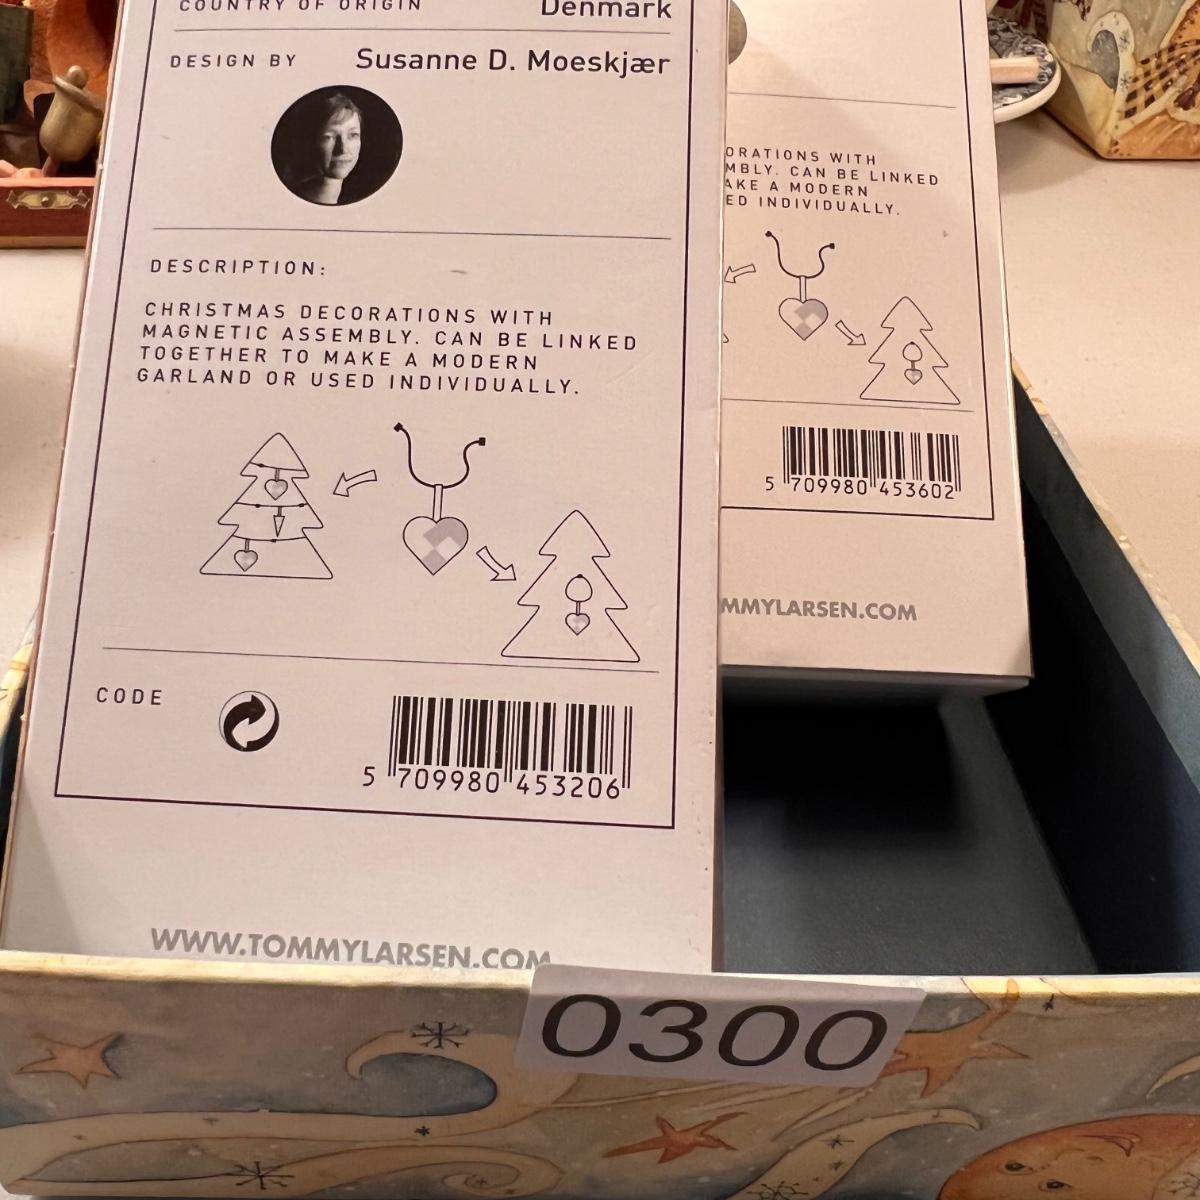 COUNTRY OF ORIGIN Denmark
DESIGN BY Susanne D. Moeskjær
DESCRIPTION:
CHRISTMAS DECORATIONS WITH
MAGNETIC ASSEMBLY. CAN BE LINKED
TOGETHER TO MAKE A MODERN
GARLAND OR USED INDIVIDUALLY.
CODE
5 709980 453206
WWW.TOMMYLARSEN.COM
ORATIONS WITH
MBLY. CAN BE LINKED
AKE A MODERN
ED INDIVIDUALLY.
5 709980 453602
MMYLARSEN.COM
0300